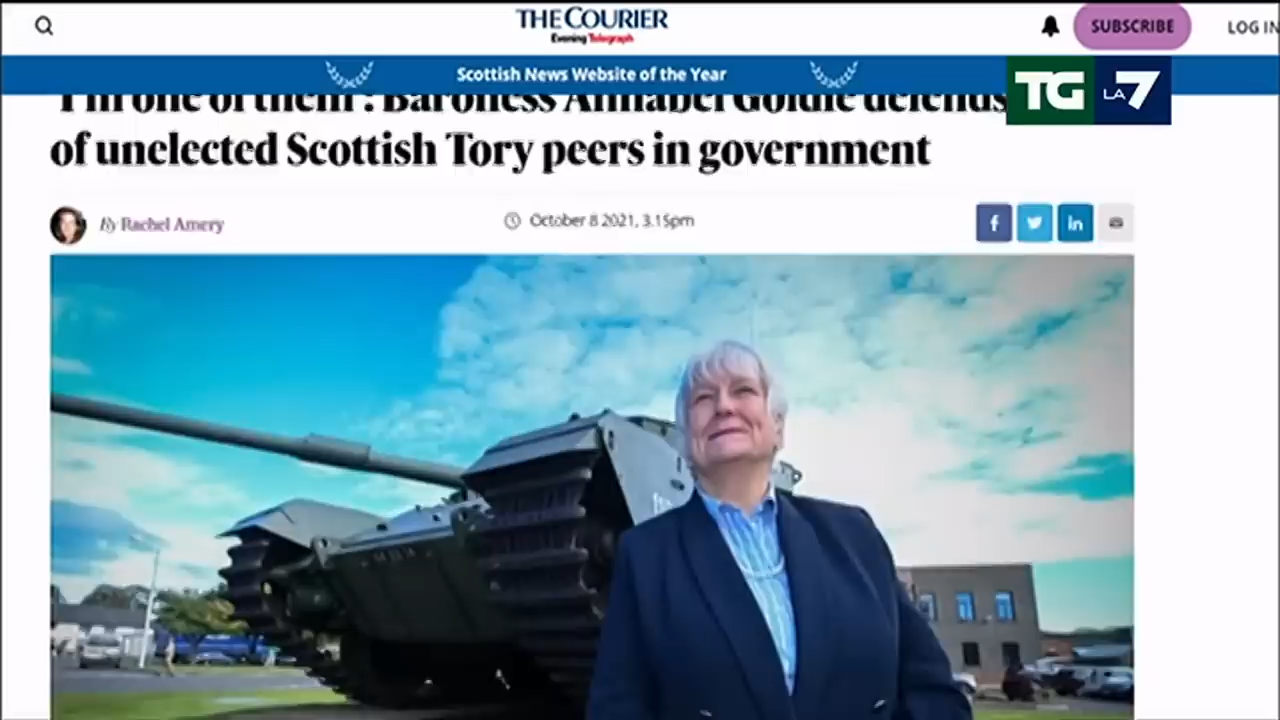 THE COURIER
Evening Telegraph
SUBSCRIBE
LOG IN
Scottish News Website of the Year
TG LA7
'I'm one of them': Baroness Annabel Goldie defends
of unelected Scottish Tory peers in government
By Rachel Amery
October 8 2021, 3.15pm
f
in